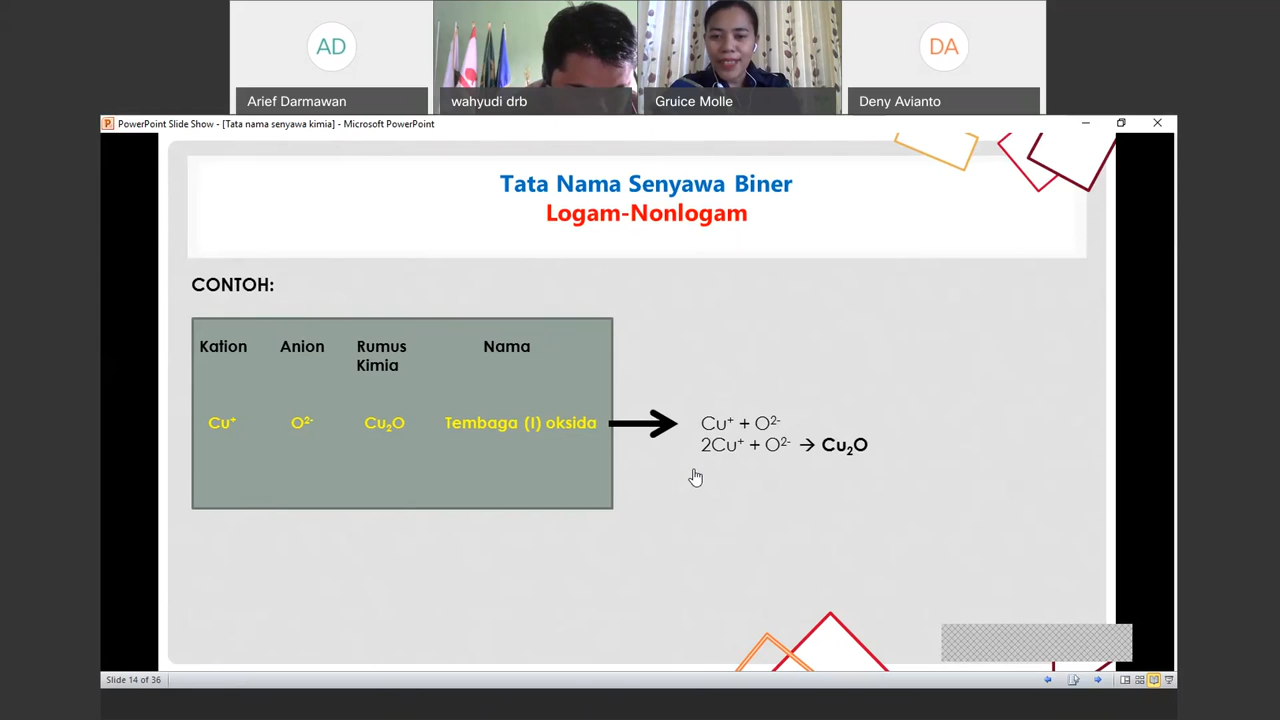 AD
DA
Arief Darmawan
wahyudi drb
Gruice Molle
Deny Avianto
PowerPoint Slide Show - [Tata nama senyawa kimia] - Microsoft PowerPoint
Tata Nama Senyawa Biner
Logam-Nonlogam
CONTOH:
Kation Anion Rumus Kimia Nama
Cu⁺ O²⁻ Cu₂O Tembaga (I) oksida
Cu⁺ + O²⁻
2Cu⁺ + O²⁻ → Cu₂O
Slide 14 of 36